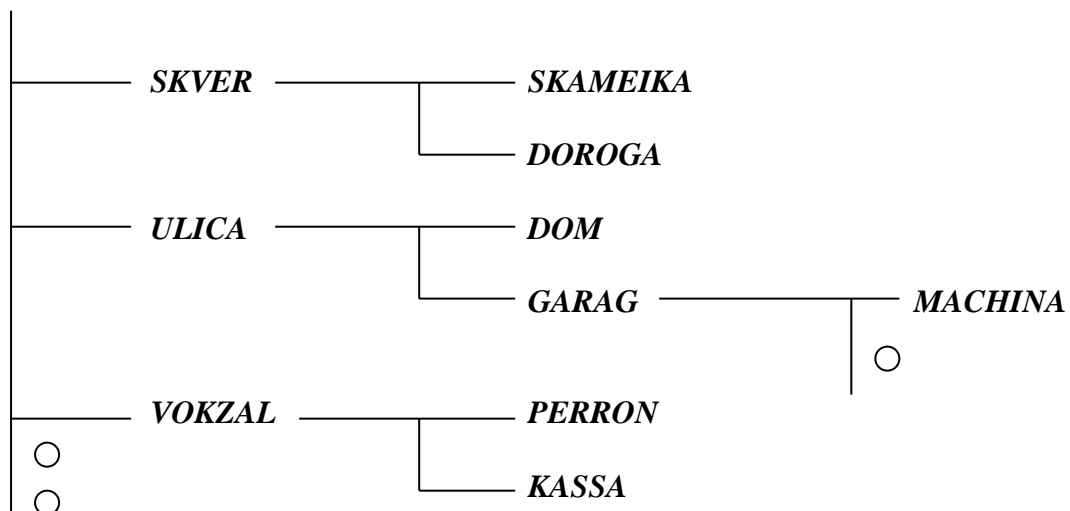 SKVER SKAMEIKA
DOROGA
ULICA DOM
GARAG MACHINA
VOKZAL PERRON
KASSA